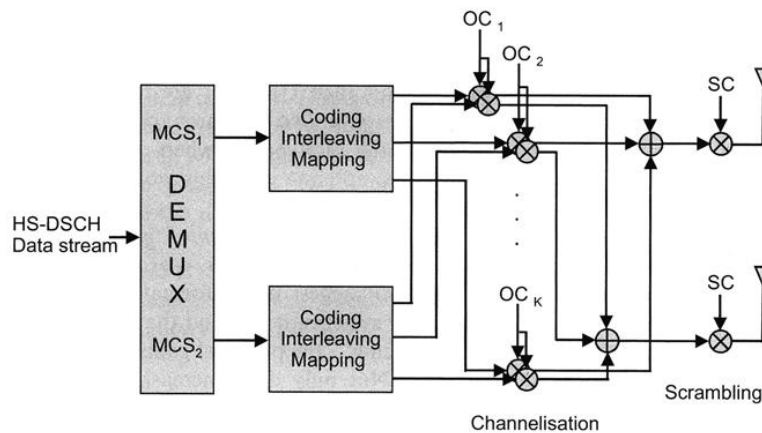 OC 1
OC 2
SC
MCS1
Coding
Interleaving
Mapping
D
E
M
U
X
HS-DSCH
Data stream
SC
OC K
MCS2
Coding
Interleaving
Mapping
Scrambling
Channelisation